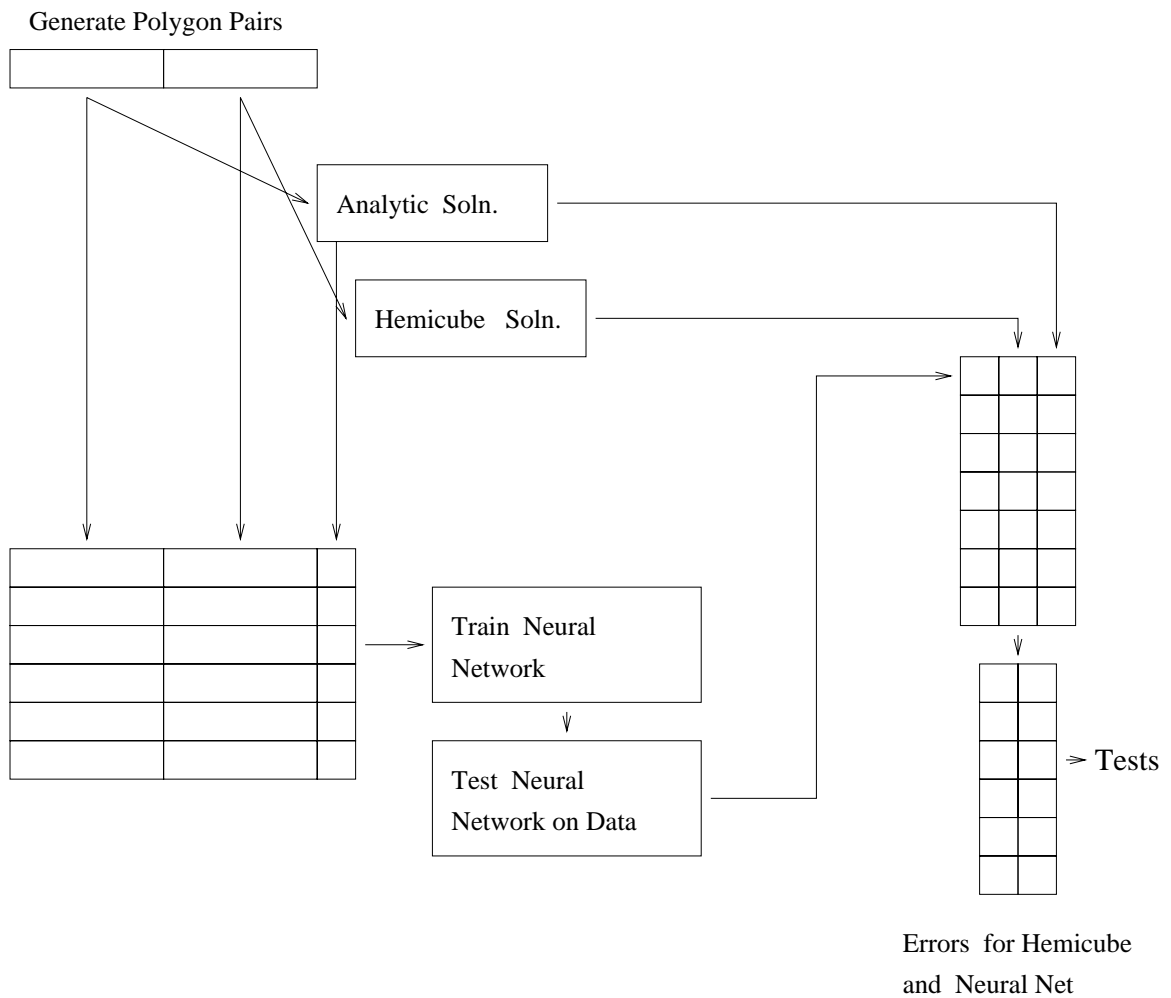 Generate Polygon Pairs
Analytic Soln.
Hemicube Soln.
Train Neural
Network
Test Neural
Network on Data
Tests
Errors for Hemicube
and Neural Net